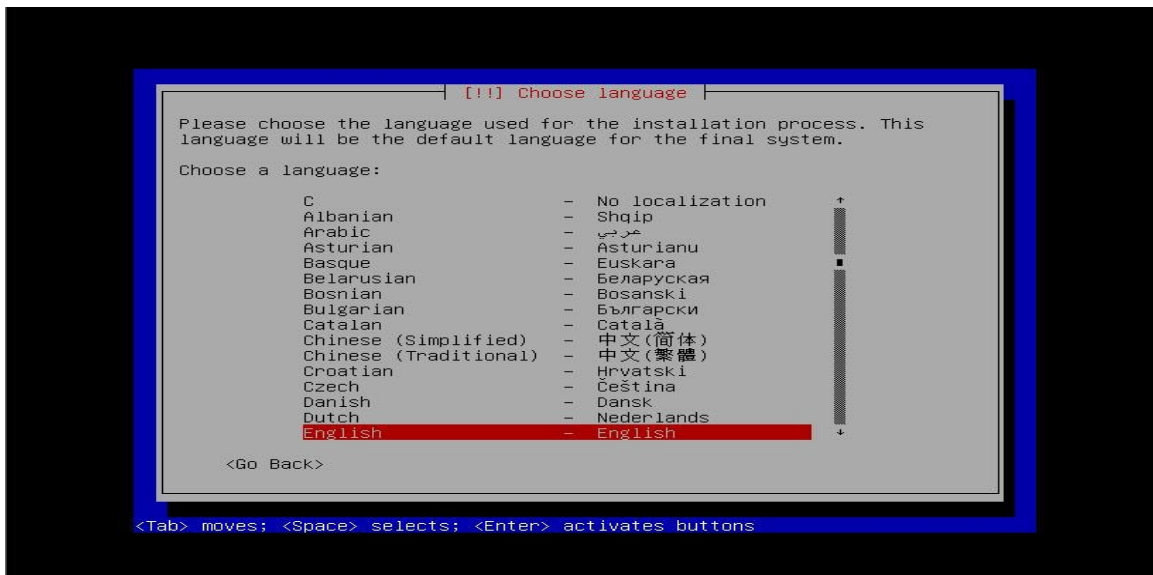 [!!] Choose language
Please choose the language used for the installation process. This
language will be the default language for the final system.
Choose a language:
C - No localization
Albanian - Shqip
Arabic - عربي
Asturian - Asturianu
Basque - Euskara
Belarusian - Беларуская
Bosnian - Bosanski
Bulgarian - Български
Catalan - Català
Chinese (Simplified) - 中文(简体)
Chinese (Traditional) - 中文(繁體)
Croatian - Hrvatski
Czech - Čeština
Danish - Dansk
Dutch - Nederlands
English - English
<Go Back>
<Tab> moves; <Space> selects; <Enter> activates buttons